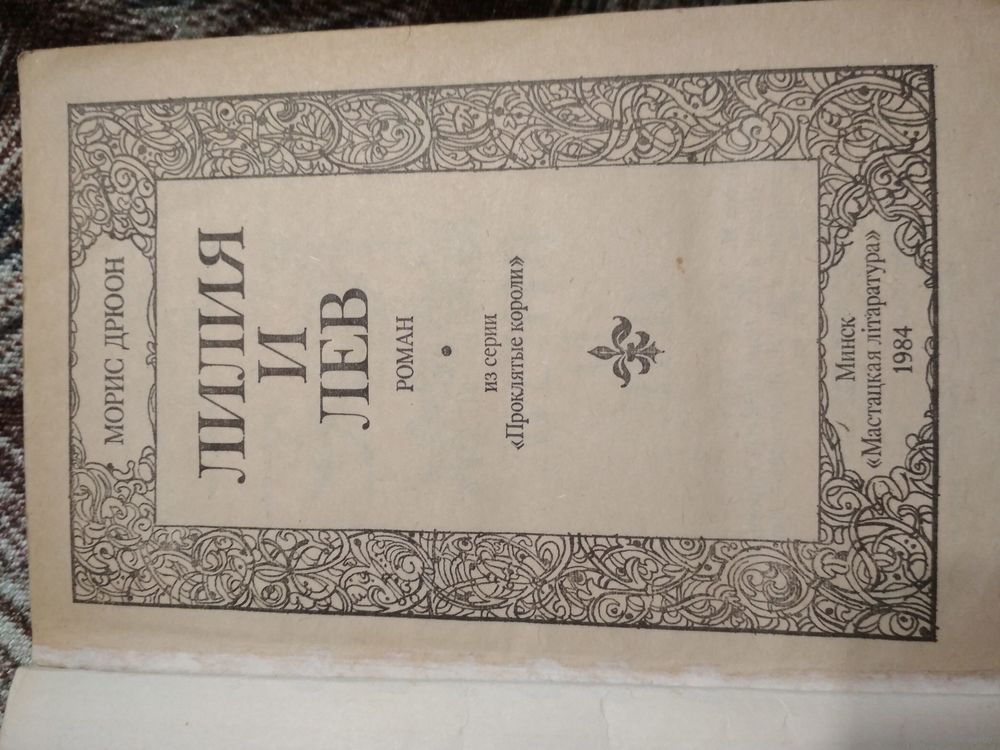 МОРИС ДРЮОН
ЛИЛИЯ
И
ЛЕВ
РОМАН
из серии
«Проклятые короли»
Минск
«Мастацкая літаратура»
1984